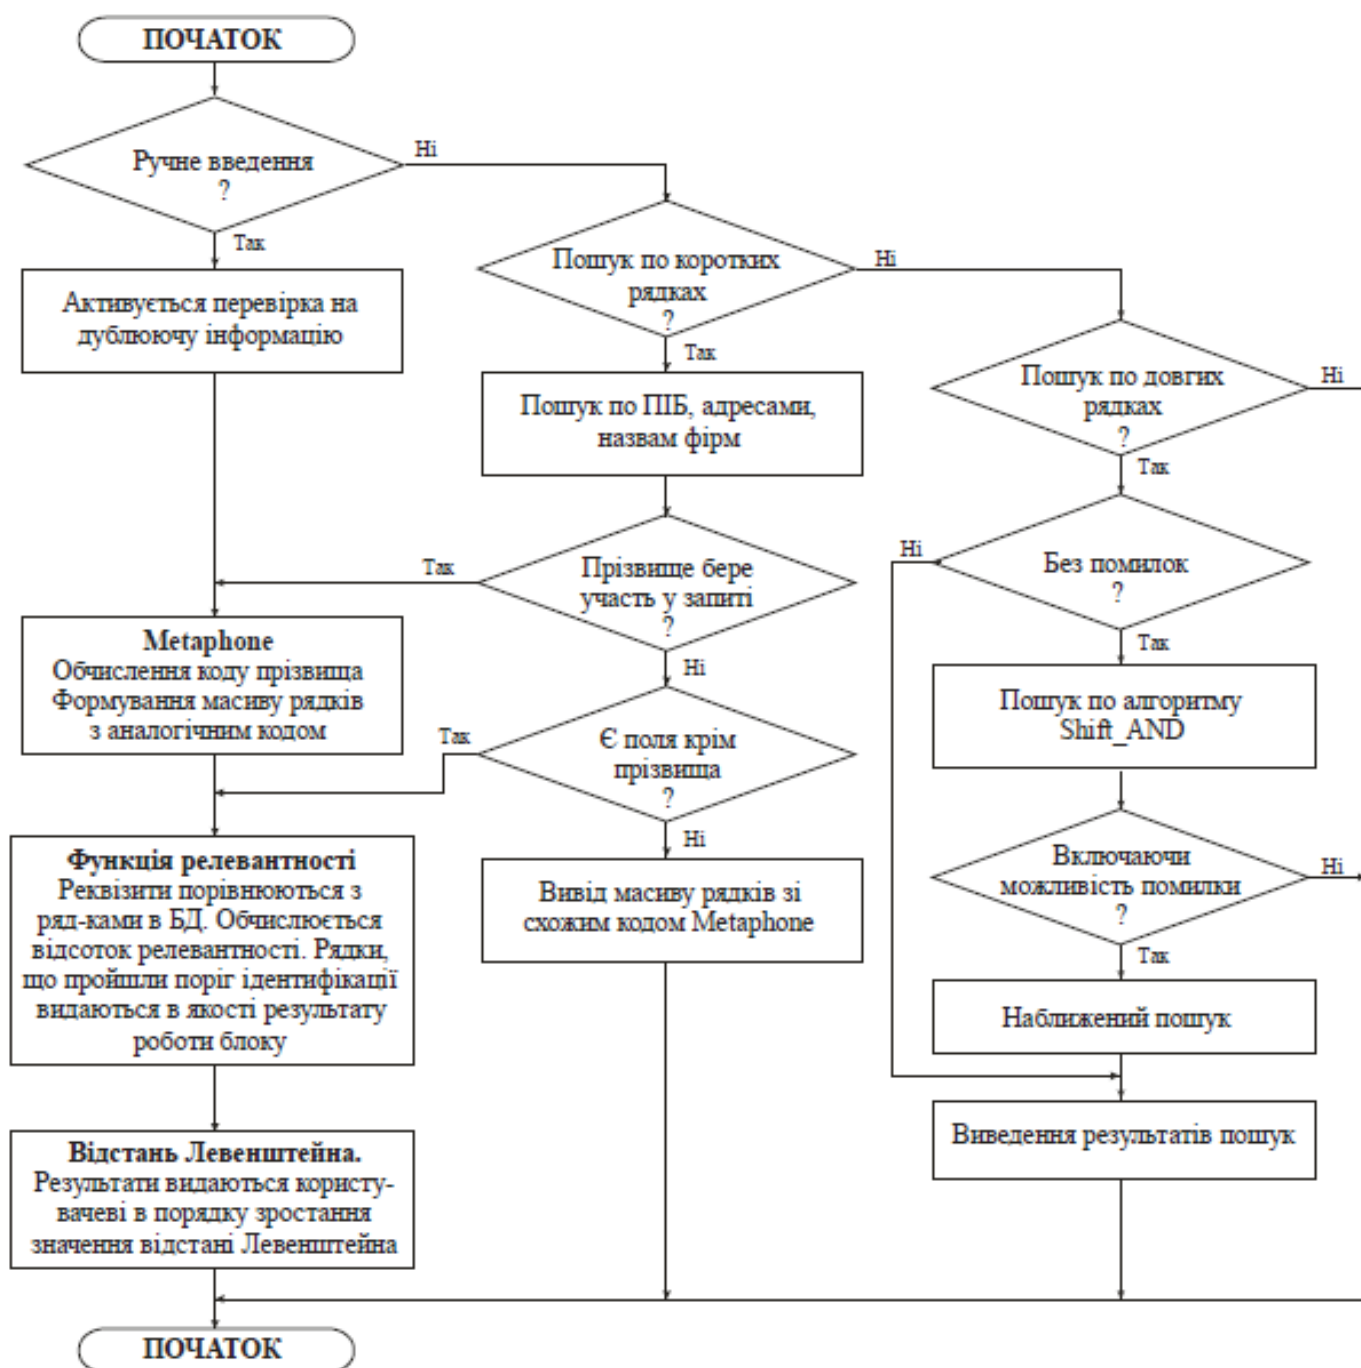 ПОЧАТОК
Ручне введення
?
Ні
Так
Активується перевірка на
дублюючу інформацію
Пошук по коротких
рядках
?
Ні
Так
Пошук по ПІБ, адресами,
назвам фірм
Пошук по довгих
рядках
?
Ні
Так
Прізвище бере
участь у запиті
?
Так
Ні
Без помилок
?
Ні
Так
Metaphone
Обчислення коду прізвища
Формування масиву рядків
з аналогічним кодом
Є поля крім
прізвища
?
Так
Ні
Пошук по алгоритму
Shift_AND
Включаючи
можливість помилки
?
Ні
Так
Функція релевантності
Реквізити порівнюються з
ряд-ками в БД. Обчислюється
відсоток релевантності. Рядки,
що пройшли поріг ідентифікації
видаються в якості результату
роботи блоку
Вивід масиву рядків зі
схожим кодом Metaphone
Наближений пошук
Виведення результатів пошук
Відстань Левенштейна.
Результати видаються користу-
вачеві в порядку зростання
значення відстані Левенштейна
ПОЧАТОК